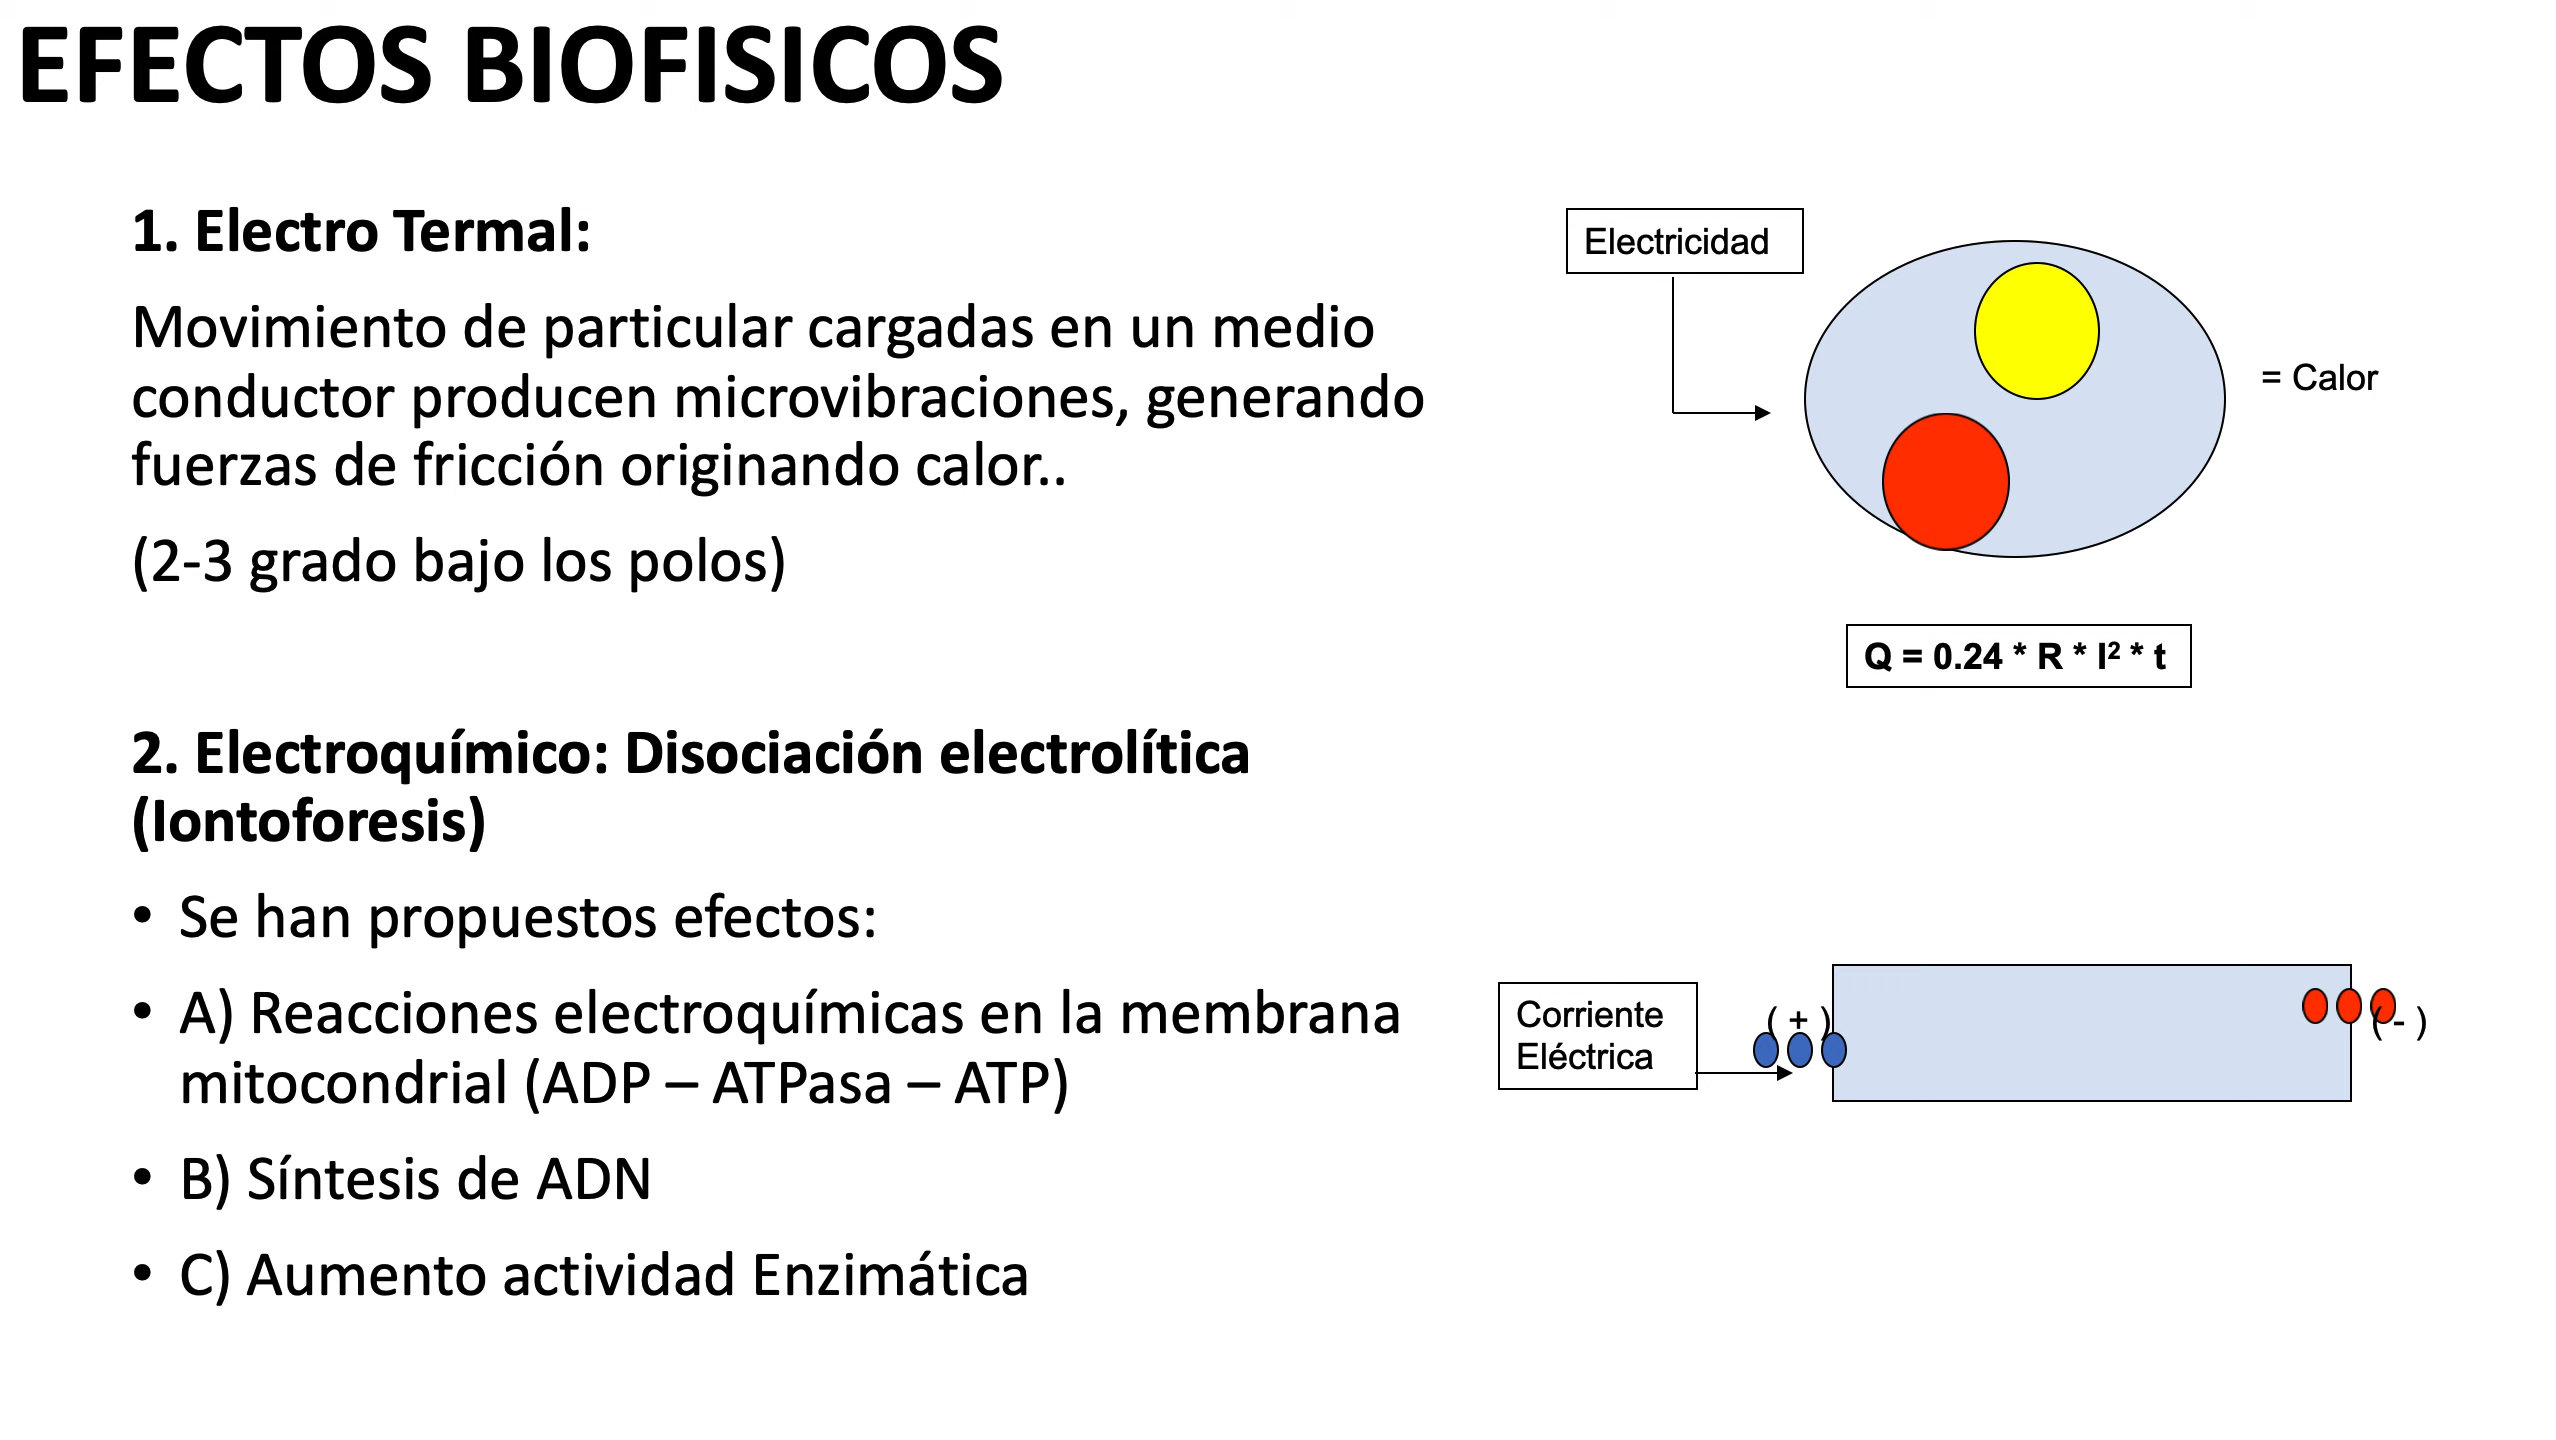 EFECTOS BIOFISICOS
1. Electro Termal:
Movimiento de particular cargadas en un medio
conductor producen microvibraciones, generando
fuerzas de fricción originando calor..
(2-3 grado bajo los polos)
2. Electroquímico: Disociación electrolítica
(Iontoforesis)
• Se han propuestos efectos:
• A) Reacciones electroquímicas en la membrana
mitocondrial (ADP – ATPasa – ATP)
• B) Síntesis de ADN
• C) Aumento actividad Enzimática
Electricidad
= Calor
Q = 0.24 * R * I² * t
Corriente
Eléctrica
( + )
( - )